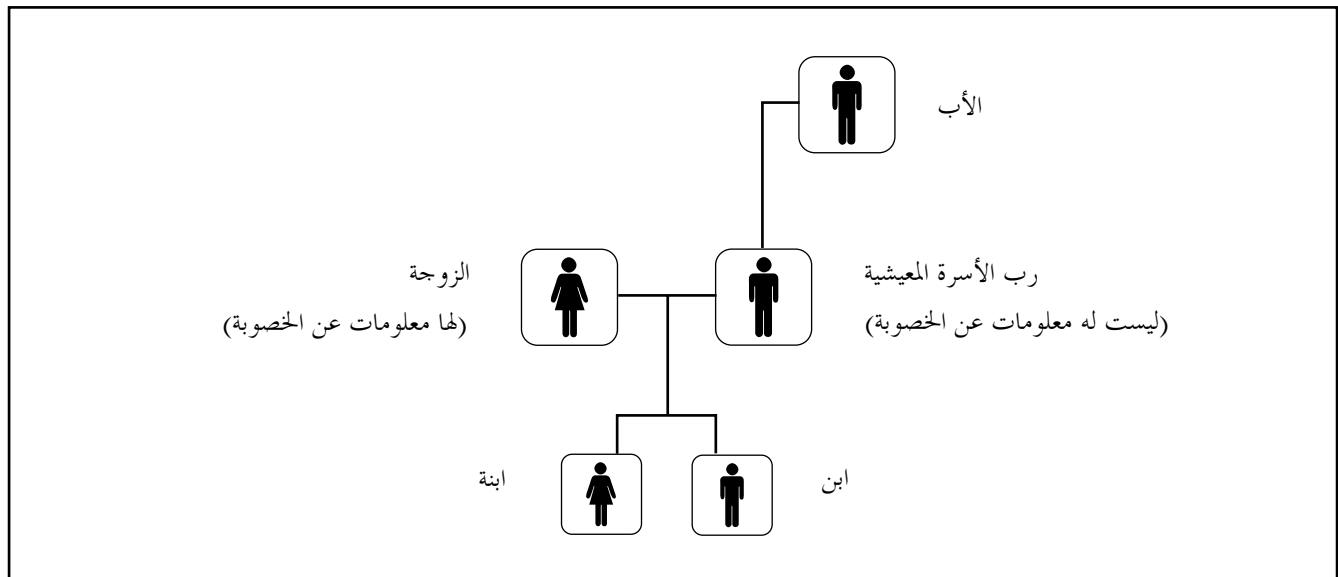 الأب
رب الأسرة المعيشية
(ليست له معلومات عن الخصوبة)
الزوجة
(لها معلومات عن الخصوبة)
ابن
ابنة